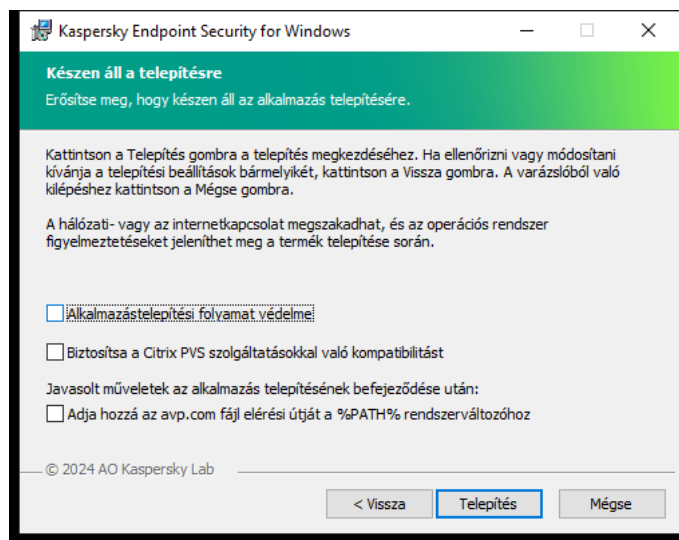 Kaspersky Endpoint Security for Windows
Készen áll a telepítésre
Erősítse meg, hogy készen áll az alkalmazás telepítésére.
Kattintson a Telepítés gombra a telepítés megkezdéséhez. Ha ellenőrizni vagy módosítani
kívánja a telepítési beállítások bármelyikét, kattintson a Vissza gombra. A varázslóból való
kilépéshez kattintson a Mégse gombra.
A hálózati- vagy az internetkapcsolat megszakadhat, és az operációs rendszer
figyelmeztetéseket jeleníthet meg a termék telepítése során.
Alkalmazástelepítési folyamat védelme
Biztosítsa a Citrix PVS szolgáltatásokkal való kompatibilitást
Javasolt műveletek az alkalmazás telepítésének befejeződése után:
Adja hozzá az avp.com fájl elérési útját a %PATH% rendszerváltozóhoz
© 2024 AO Kaspersky Lab
< Vissza Telepítés Mégse